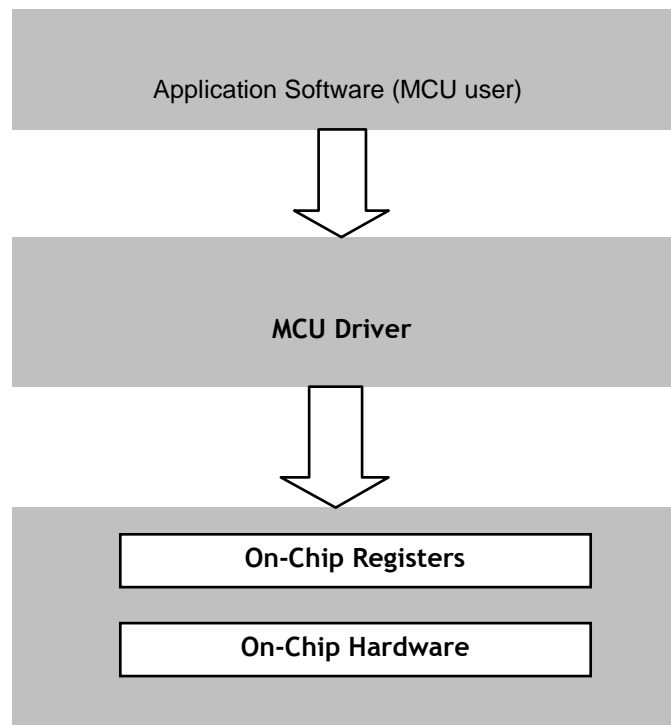 Application Software (MCU user)
MCU Driver
On-Chip Registers
On-Chip Hardware